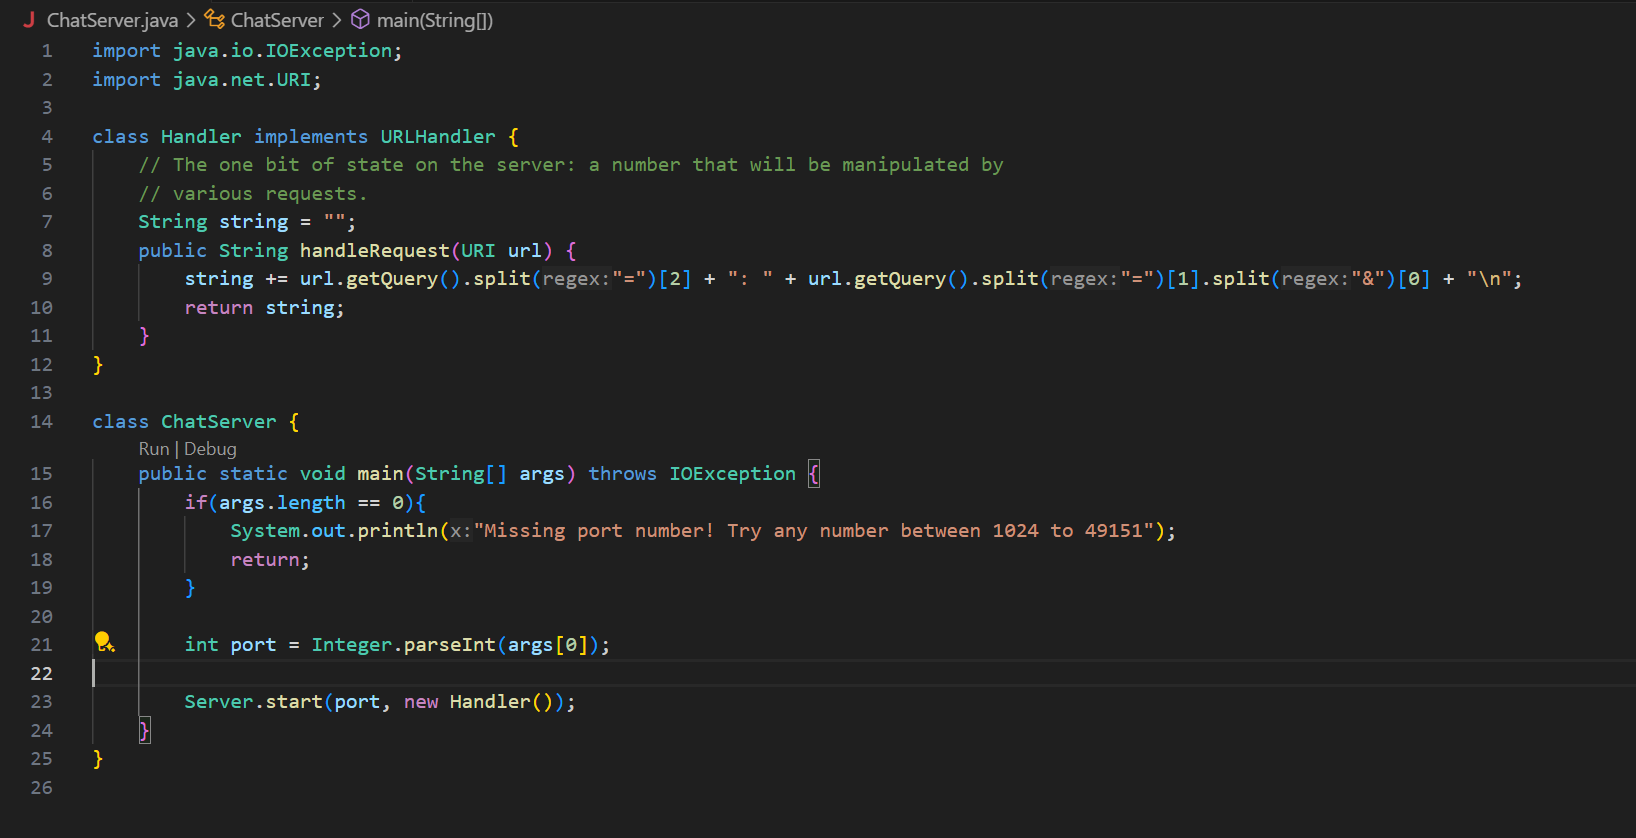 J ChatServer.java > ChatServer > main(String[])
1 import java.io.IOException;
2 import java.net.URI;
3
4 class Handler implements URLHandler {
5     // The one bit of state on the server: a number that will be manipulated by
6     // various requests.
7     String string = "";
8     public String handleRequest(URI url) {
9         string += url.getQuery().split(regex:"=")[2] + ": " + url.getQuery().split(regex:"=")[1].split(regex:"&")[0] + "\n";
10         return string;
11     }
12 }
13
14 class ChatServer {
Run | Debug
15     public static void main(String[] args) throws IOException {
16         if(args.length == 0){
17             System.out.println(x:"Missing port number! Try any number between 1024 to 49151");
18             return;
19         }
20
21         int port = Integer.parseInt(args[0]);
22
23         Server.start(port, new Handler());
24     }
25 }
26